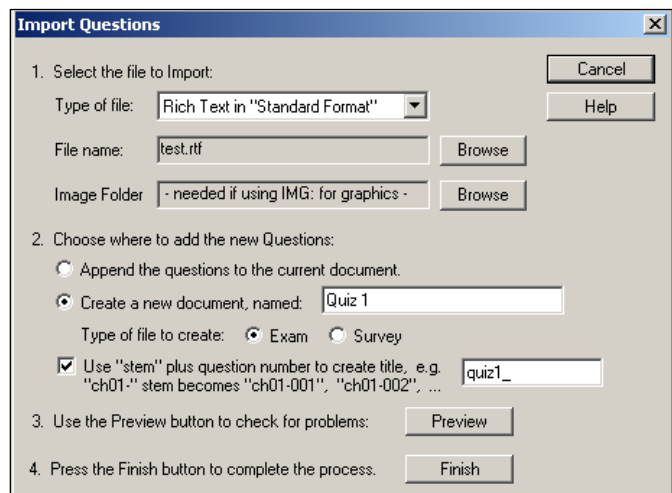 Import Questions
1. Select the file to Import:
Cancel
Type of file: Rich Text in "Standard Format"
Help
File name: test.rtf Browse
Image Folder - needed if using IMG: for graphics - Browse
2. Choose where to add the new Questions:
Append the questions to the current document.
Create a new document, named: Quiz 1
Type of file to create: Exam Survey
Use "stem" plus question number to create title, e.g.
"ch01-" stem becomes "ch01-001", "ch01-002", ...
quiz1_
3. Use the Preview button to check for problems: Preview
4. Press the Finish button to complete the process. Finish